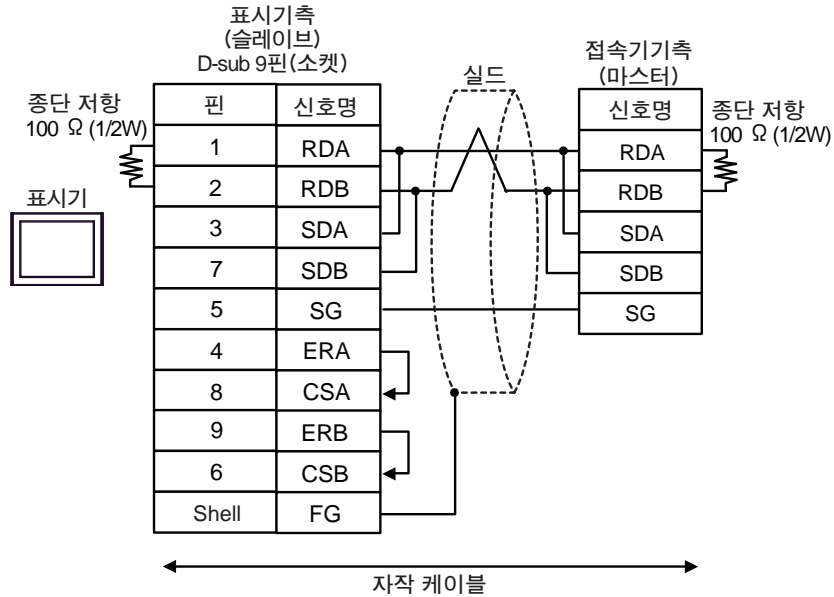 표시기측
(슬레이브)
D-sub 9핀(소켓)
실드
접속기기측
(마스터)
종단 저항
100 Ω (1/2W)
핀 신호명
신호명
종단 저항
100 Ω (1/2W)
1 RDA
RDA
2 RDB
RDB
표시기
3 SDA
SDA
7 SDB
SDB
5 SG
SG
4 ERA
8 CSA
9 ERB
6 CSB
Shell FG
자작 케이블